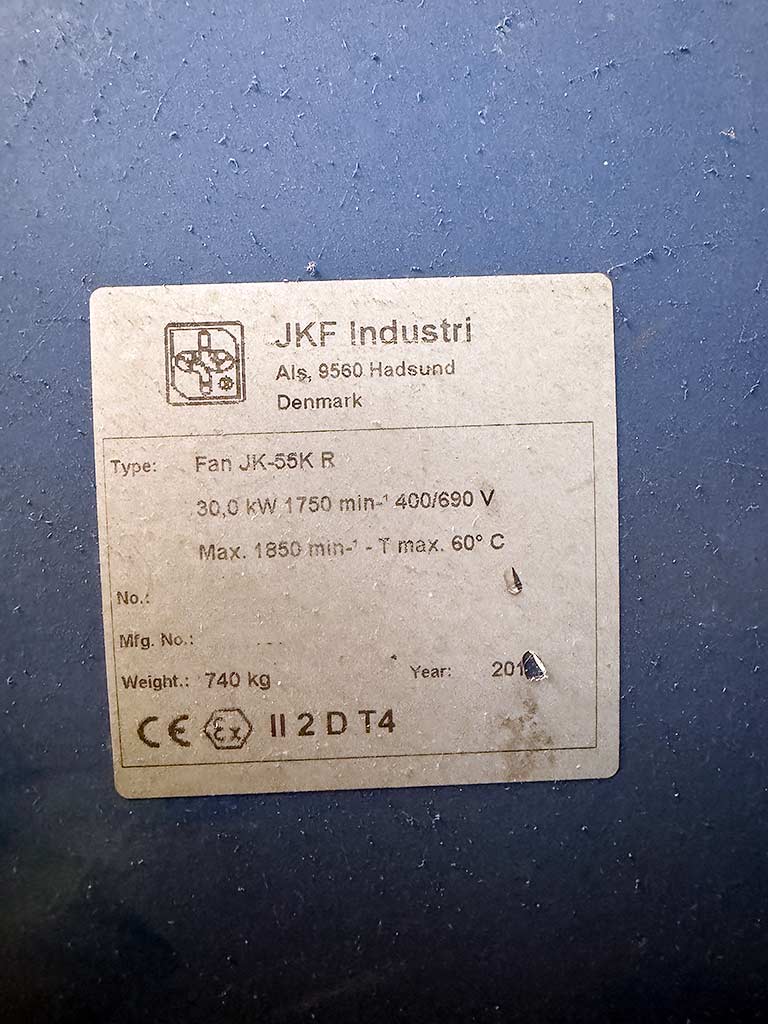 JKF Industri
Als, 9560 Hadsund
Denmark
Type: Fan JK-55K R
30,0 kW 1750 min-¹ 400/690 V
Max. 1850 min-¹ - T max. 60° C
No.:
Mfg. No.:
Weight.: 740 kg Year:
CE Ex II 2 D T4